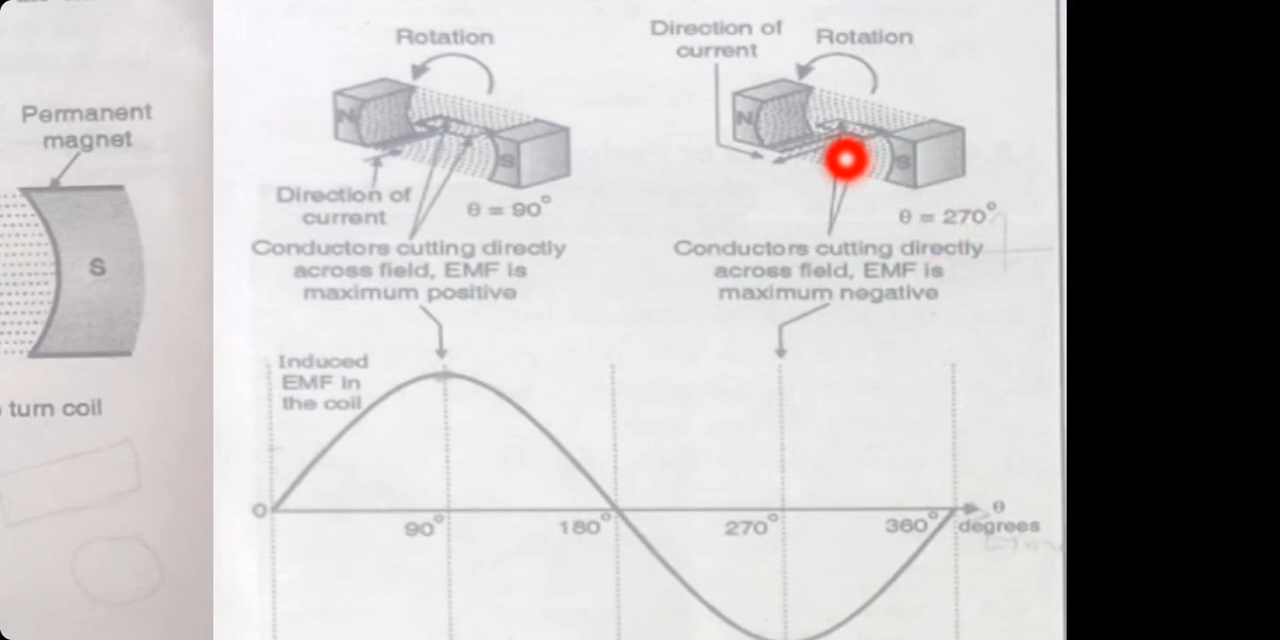 Permanent
magnet
S
turn coil
Rotation
N
S
Direction of
current
θ = 90°
Conductors cutting directly
across field, EMF is
maximum positive
Direction of
current
Rotation
N
S
θ = 270°
Conductors cutting directly
across field, EMF is
maximum negative
Induced
EMF in
the coil
0
90°
180°
270°
360°
θ
degrees